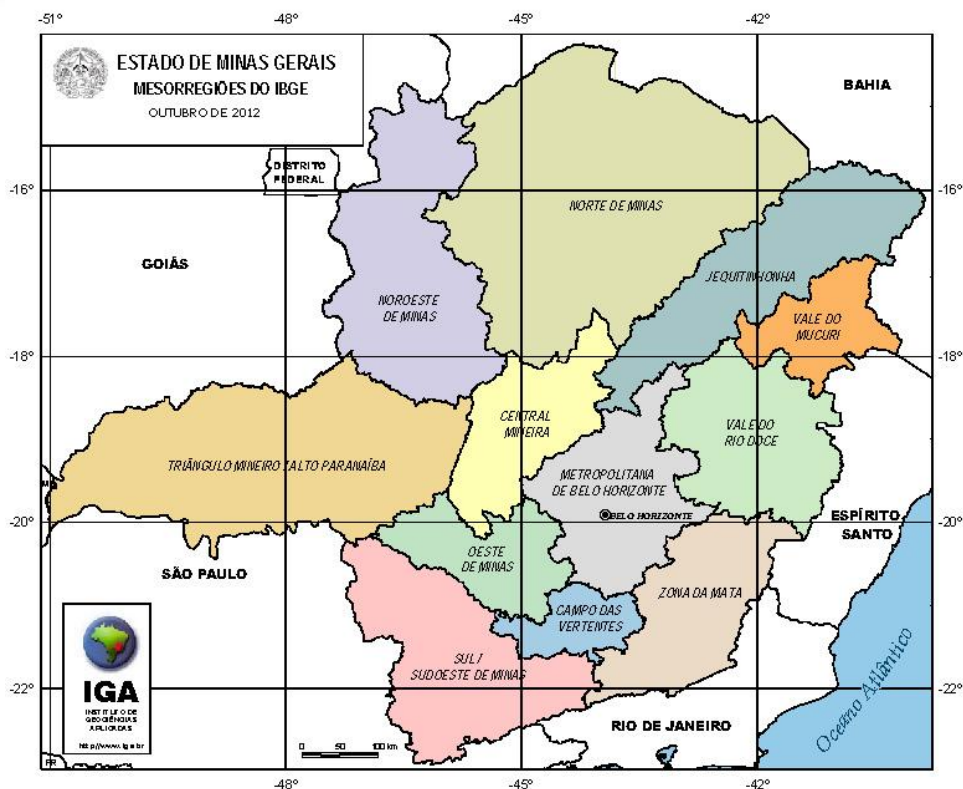 -51°
-48°
-45°
-42°
ESTADO DE MINAS GERAIS
MESORREGIÕES DO IBGE
OUTUBRO DE 2012
BAHIA
DISTRITO
FEDERAL
-16°
-16°
NORTE DE MINAS
GOIÁS
JEQUITINHONHA
NOROESTE
DE MINAS
VALE DO
MUCURI
-18°
-18°
CENTRAL
MINEIRA
VALE DO
RIO DOCE
TRIÂNGULO MINEIRO / ALTO PARANAÍBA
METROPOLITANA
DE BELO HORIZONTE
BELO HORIZONTE
-20°
-20°
ESPÍRITO
SANTO
OESTE
DE MINAS
SÃO PAULO
ZONA DA MATA
CAMPO DAS
VERTENTES
SUL /
SUDOESTE DE MINAS
IGA
INSTITUTO DE
GEOCIÊNCIAS
APLICADAS
-22°
-22°
Oceano Atlântico
RIO DE JANEIRO
0 50 100 km
PR
-48°
-45°
-42°